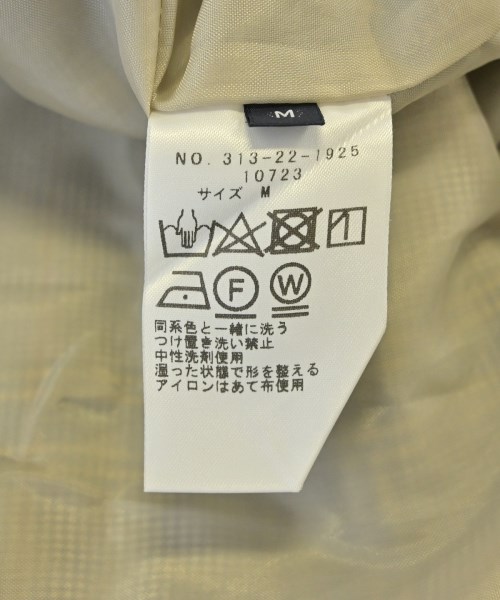 M
NO. 313-22-1925
10723
サイズ M
F
W
同系色と一緒に洗う
つけ置き洗い禁止
中性洗剤使用
湿った状態で形を整える
アイロンはあて布使用